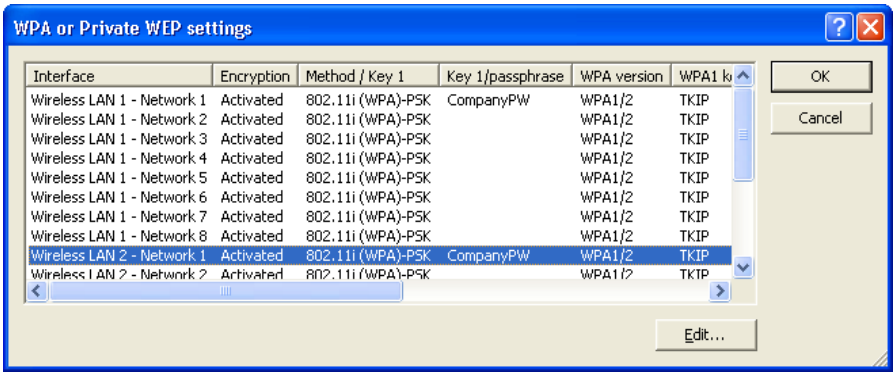 WPA or Private WEP settings
Interface Encryption Method / Key 1 Key 1/passphrase WPA version WPA1 k
Wireless LAN 1 - Network 1 Activated 802.11i (WPA)-PSK CompanyPW WPA1/2 TKIP
Wireless LAN 1 - Network 2 Activated 802.11i (WPA)-PSK WPA1/2 TKIP
Wireless LAN 1 - Network 3 Activated 802.11i (WPA)-PSK WPA1/2 TKIP
Wireless LAN 1 - Network 4 Activated 802.11i (WPA)-PSK WPA1/2 TKIP
Wireless LAN 1 - Network 5 Activated 802.11i (WPA)-PSK WPA1/2 TKIP
Wireless LAN 1 - Network 6 Activated 802.11i (WPA)-PSK WPA1/2 TKIP
Wireless LAN 1 - Network 7 Activated 802.11i (WPA)-PSK WPA1/2 TKIP
Wireless LAN 1 - Network 8 Activated 802.11i (WPA)-PSK WPA1/2 TKIP
Wireless LAN 2 - Network 1 Activated 802.11i (WPA)-PSK CompanyPW WPA1/2 TKIP
Wireless LAN 2 - Network 2 Activated 802.11i (WPA)-PSK WPA1/2 TKIP
OK
Cancel
Edit...